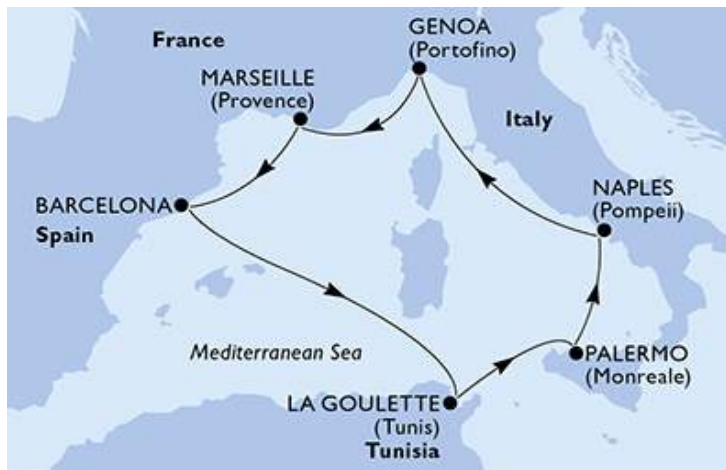 GENOA
(Portofino)
France
MARSEILLE
(Provence)
Italy
NAPLES
(Pompeii)
BARCELONA
Spain
Mediterranean Sea
PALERMO
(Monreale)
LA GOULETTE
(Tunis)
Tunisia